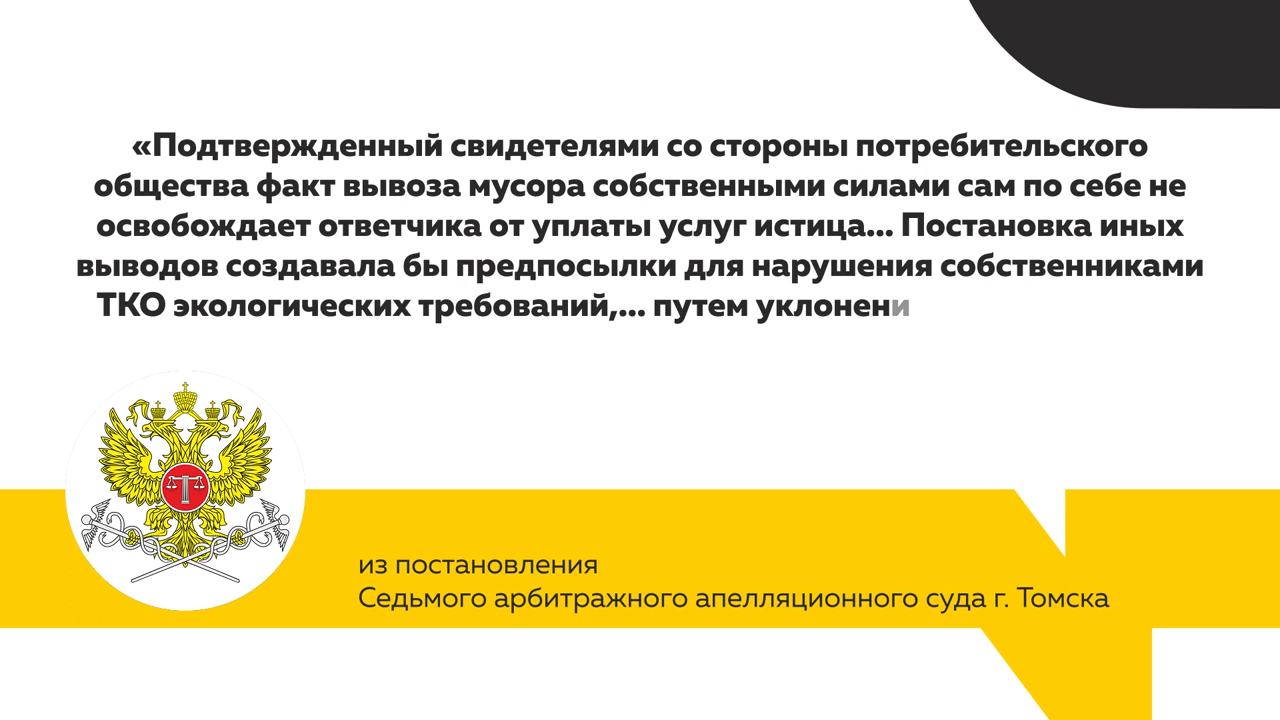 «Подтвержденный свидетелями со стороны потребительского
общества факт вывоза мусора собственными силами сам по себе не
освобождает ответчика от уплаты услуг истица... Постановка иных
выводов создавала бы предпосылки для нарушения собственниками
ТКО экологических требований,... путем уклонени
из постановления
Седьмого арбитражного апелляционного суда г. Томска